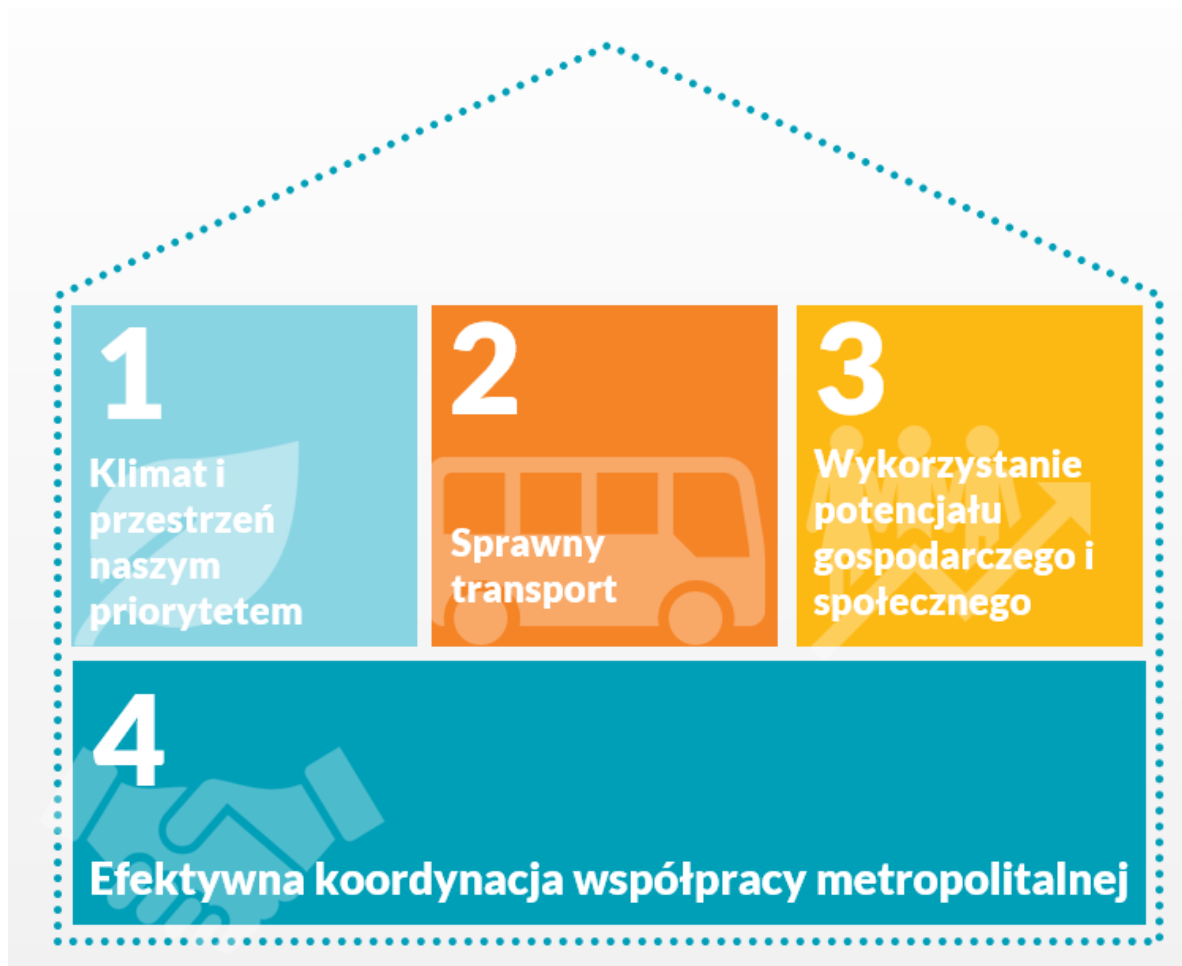 1
Klimat i
przestrzeń
naszym
priorytetem
2
Sprawny
transport
3
Wykorzystanie
potencjału
gospodarczego i
społecznego
4
Efektywna koordynacja współpracy metropolitalnej